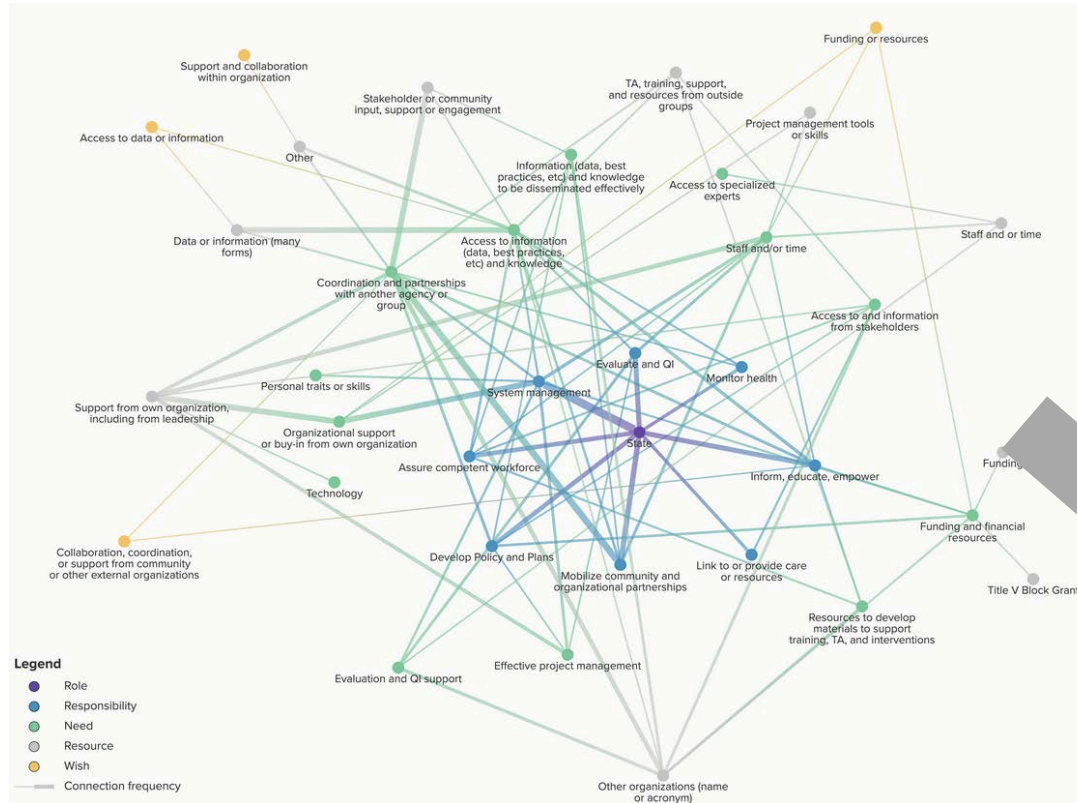 Funding or resources
Support and collaboration
within organization
TA, training, support,
and resources from outside
groups
Stakeholder or community
input, support or engagement
Project management tools
or skills
Access to data or information
Other
Information (data, best
practices, etc) and knowledge
to be disseminated effectively
Access to specialized
experts
Data or information (many
forms)
Access to information
(data, best practices,
etc) and knowledge
Staff and/or time
Staff and or time
Coordination and partnerships
with another agency or
group
Access to and information
from stakeholders
Evaluate and QI
Monitor health
Personal traits or skills
System management
Support from own organization,
including from leadership
Organizational support
or buy-in from own organization
State
Assure competent workforce
Inform, educate, empower
Funding
Technology
Funding and financial
resources
Collaboration, coordination,
or support from community
or other external organizations
Develop Policy and Plans
Mobilize community and
organizational partnerships
Link to or provide care
or resources
Title V Block Grant
Resources to develop
materials to support
training, TA, and interventions
Effective project management
Evaluation and QI support
Legend
Role
Responsibility
Need
Resource
Wish
Connection frequency
Other organizations (name
or acronym)